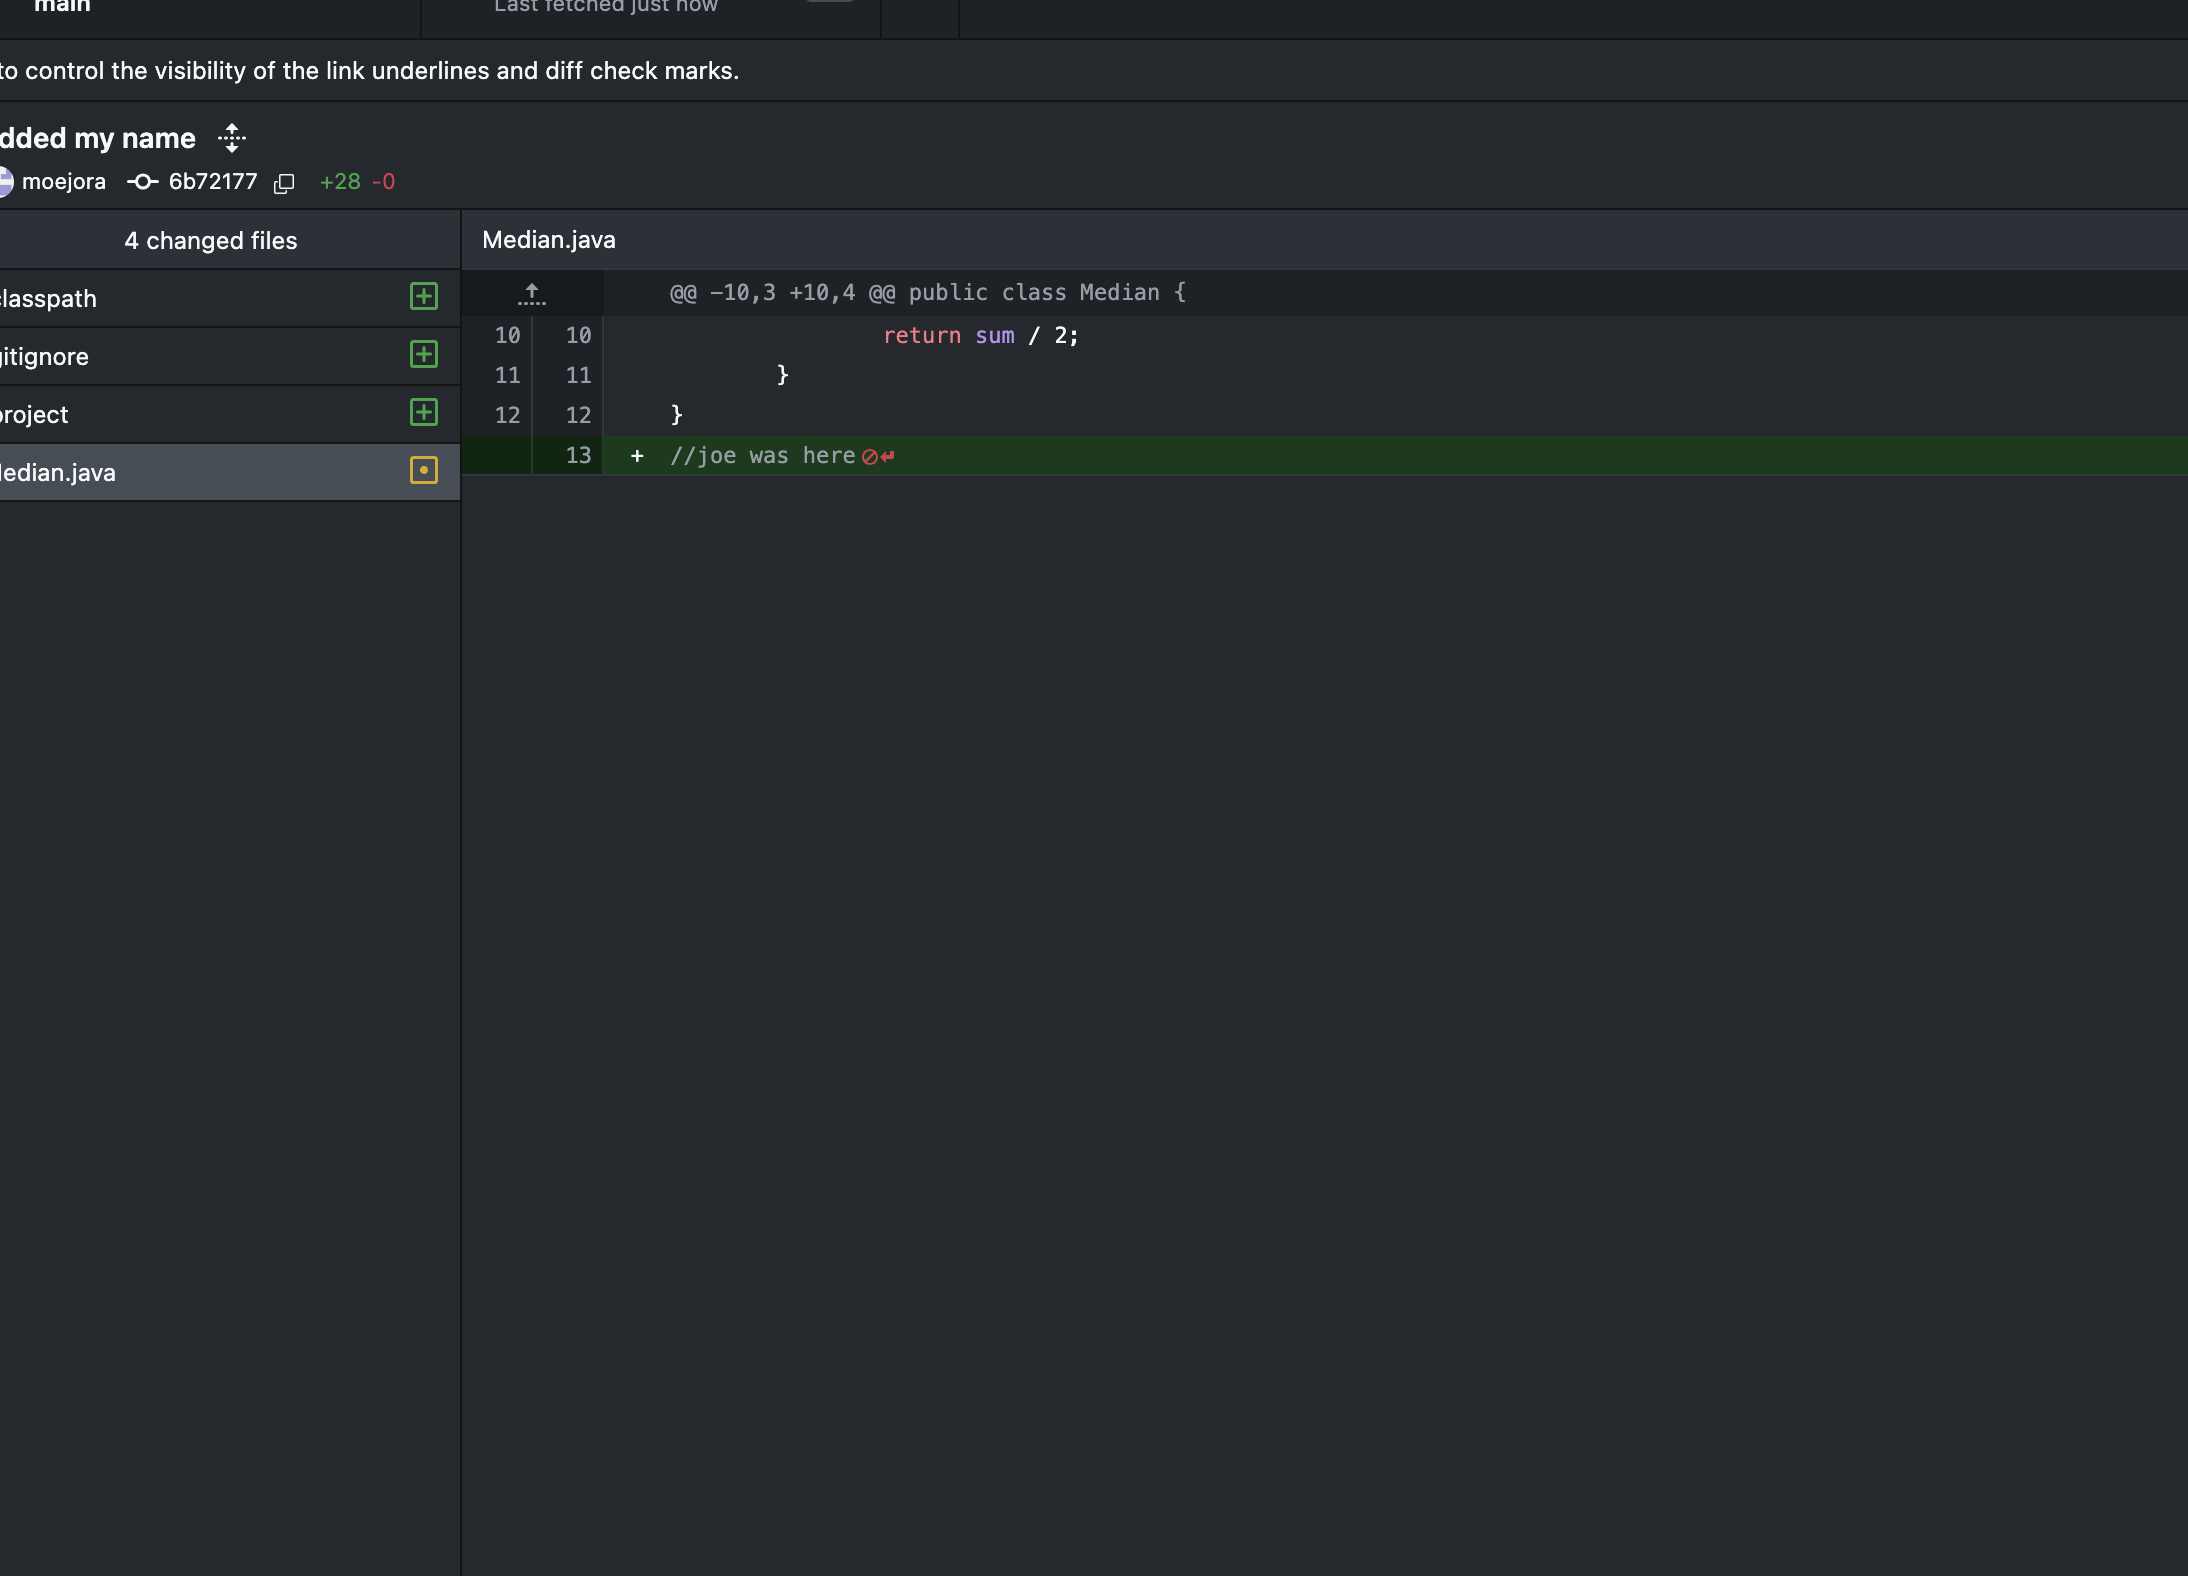 main
Last fetched just now
to control the visibility of the link underlines and diff check marks.
dded my name
moejora 6b72177 +28 -0
4 changed files
Median.java
lasspath
@@ -10,3 +10,4 @@ public class Median {
gitignore
10 10 return sum / 2;
11 11 }
project
12 12 }
edian.java
13 + //joe was here